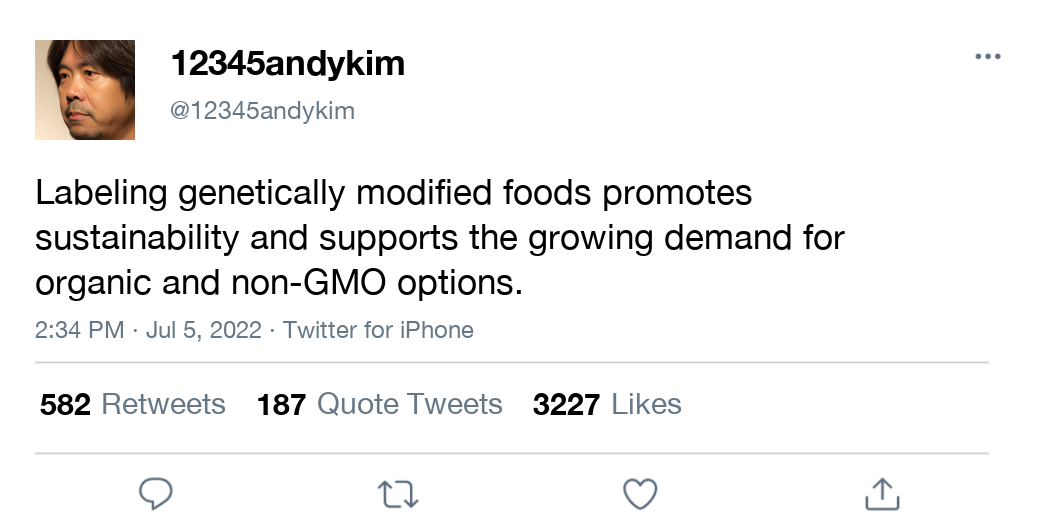 12345andykim
@12345andykim
Labeling genetically modified foods promotes
sustainability and supports the growing demand for
organic and non-GMO options.
2:34 PM · Jul 5, 2022 · Twitter for iPhone
582 Retweets 187 Quote Tweets 3227 Likes